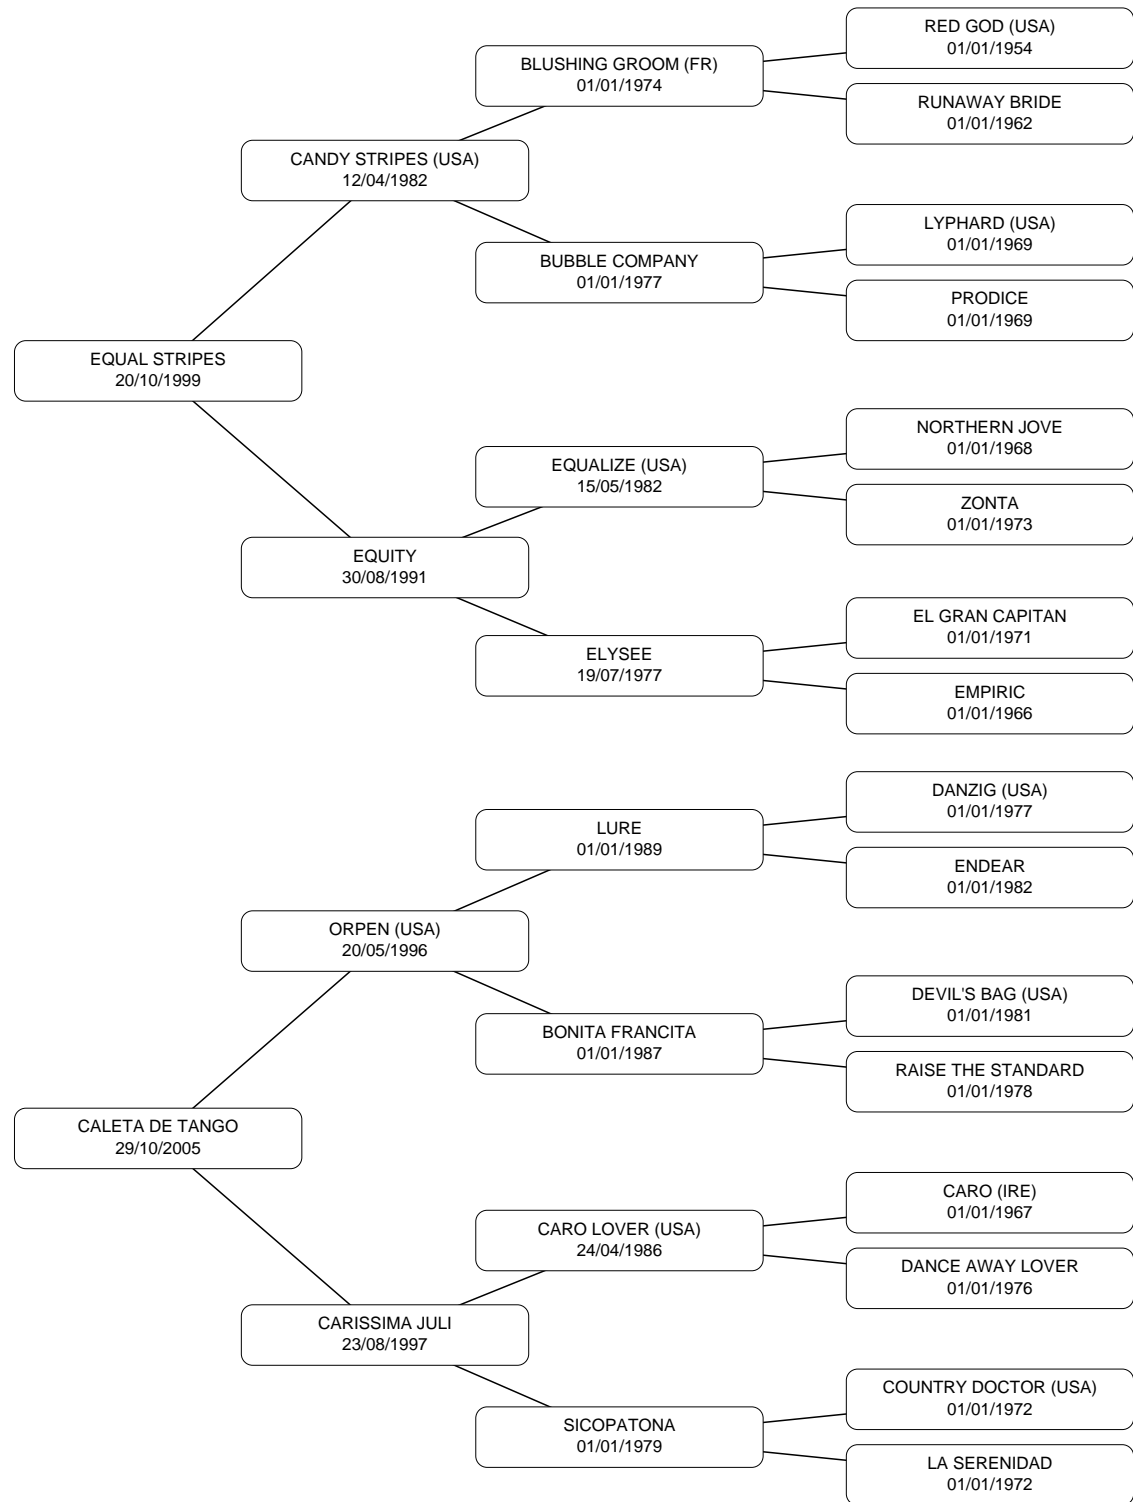 RED GOD (USA)
01/01/1954
BLUSHING GROOM (FR)
01/01/1974
RUNAWAY BRIDE
01/01/1962
CANDY STRIPES (USA)
12/04/1982
LYPHARD (USA)
01/01/1969
BUBBLE COMPANY
01/01/1977
PRODICE
01/01/1969
EQUAL STRIPES
20/10/1999
NORTHERN JOVE
01/01/1968
EQUALIZE (USA)
15/05/1982
ZONTA
01/01/1973
EQUITY
30/08/1991
EL GRAN CAPITAN
01/01/1971
ELYSEE
19/07/1977
EMPIRIC
01/01/1966
DANZIG (USA)
01/01/1977
LURE
01/01/1989
ENDEAR
01/01/1982
ORPEN (USA)
20/05/1996
DEVIL'S BAG (USA)
01/01/1981
BONITA FRANCITA
01/01/1987
RAISE THE STANDARD
01/01/1978
CALETA DE TANGO
29/10/2005
CARO (IRE)
01/01/1967
CARO LOVER (USA)
24/04/1986
DANCE AWAY LOVER
01/01/1976
CARISSIMA JULI
23/08/1997
COUNTRY DOCTOR (USA)
01/01/1972
SICOPATONA
01/01/1979
LA SERENIDAD
01/01/1972